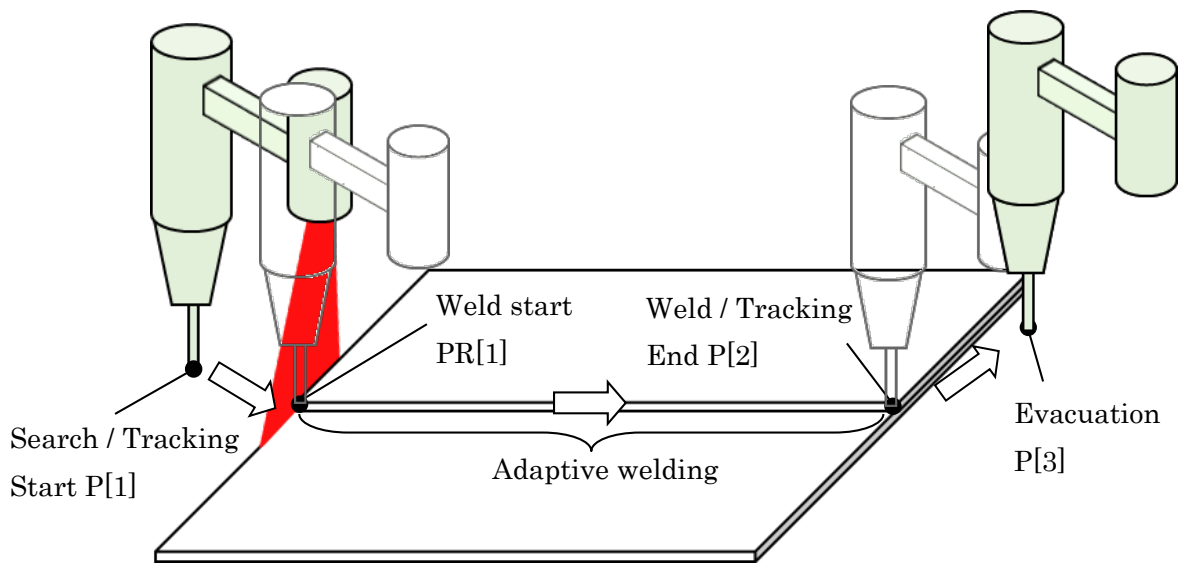 Weld start
PR[1]
Weld / Tracking
End P[2]
Search / Tracking
Start P[1]
Adaptive welding
Evacuation
P[3]